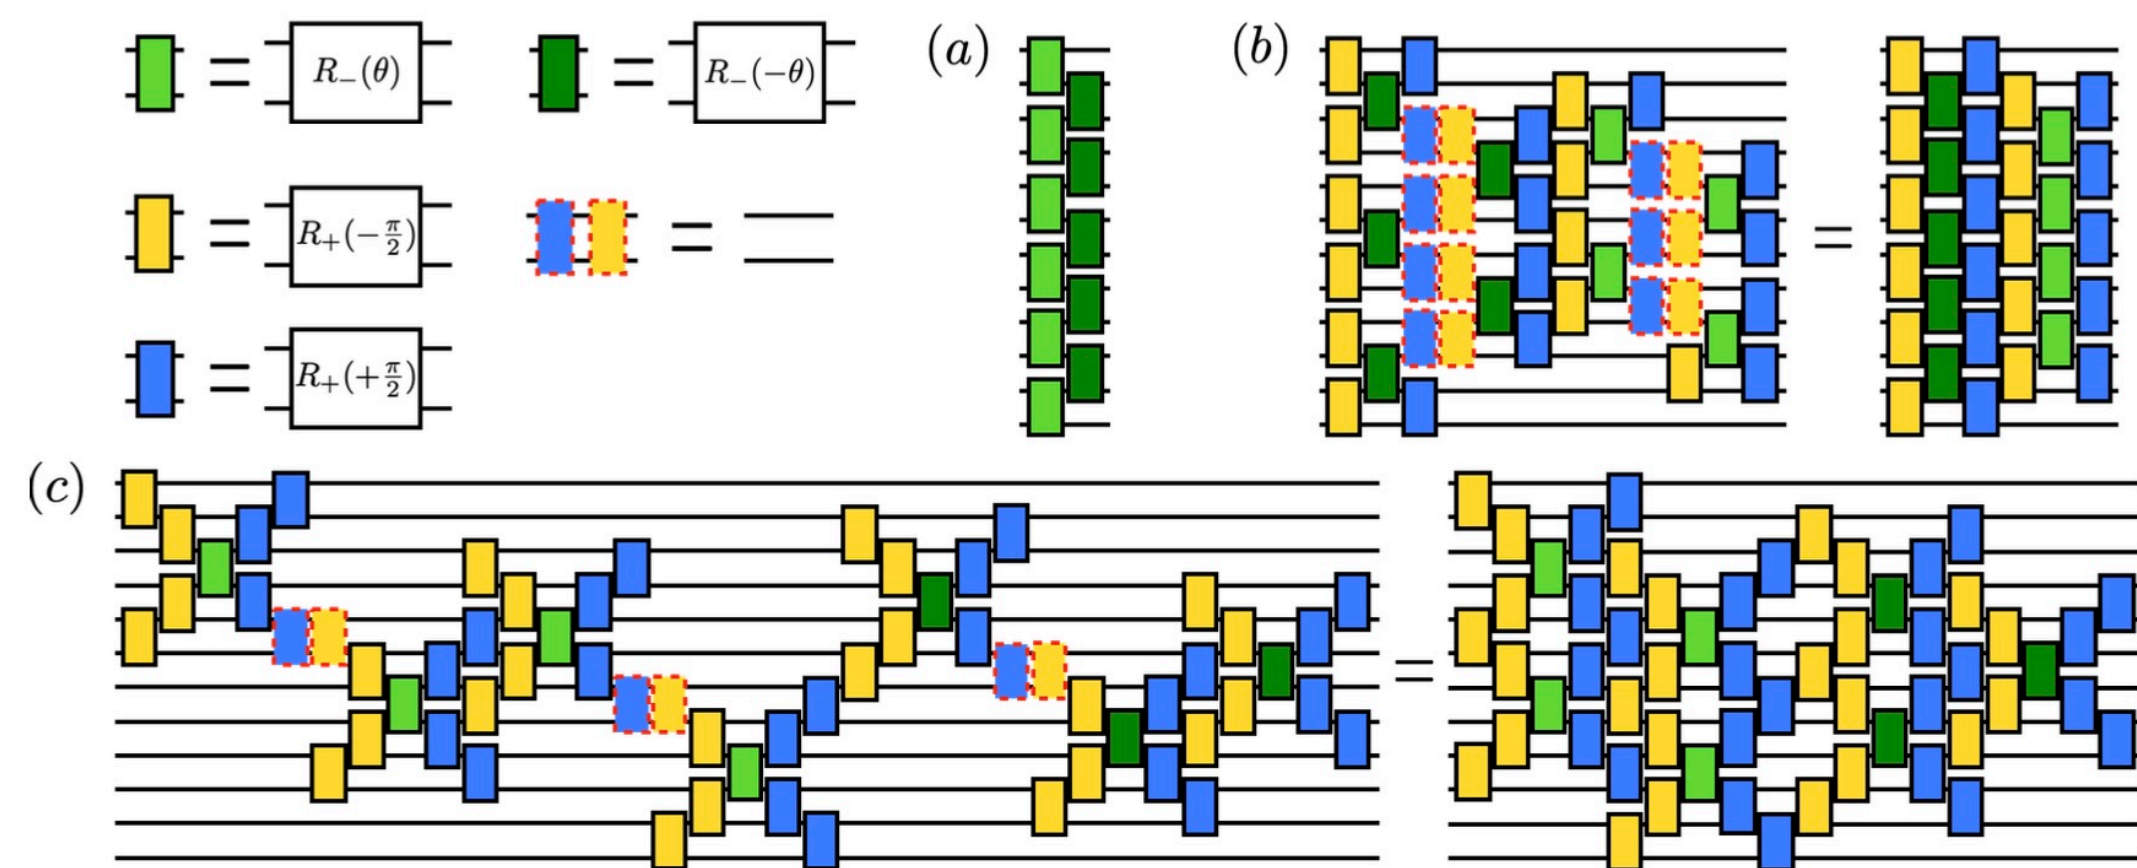 = R₋(θ) = R₋(−θ) (a) (b)
= R₊(−π/2) = =
= R₊(+π/2)
(c) =